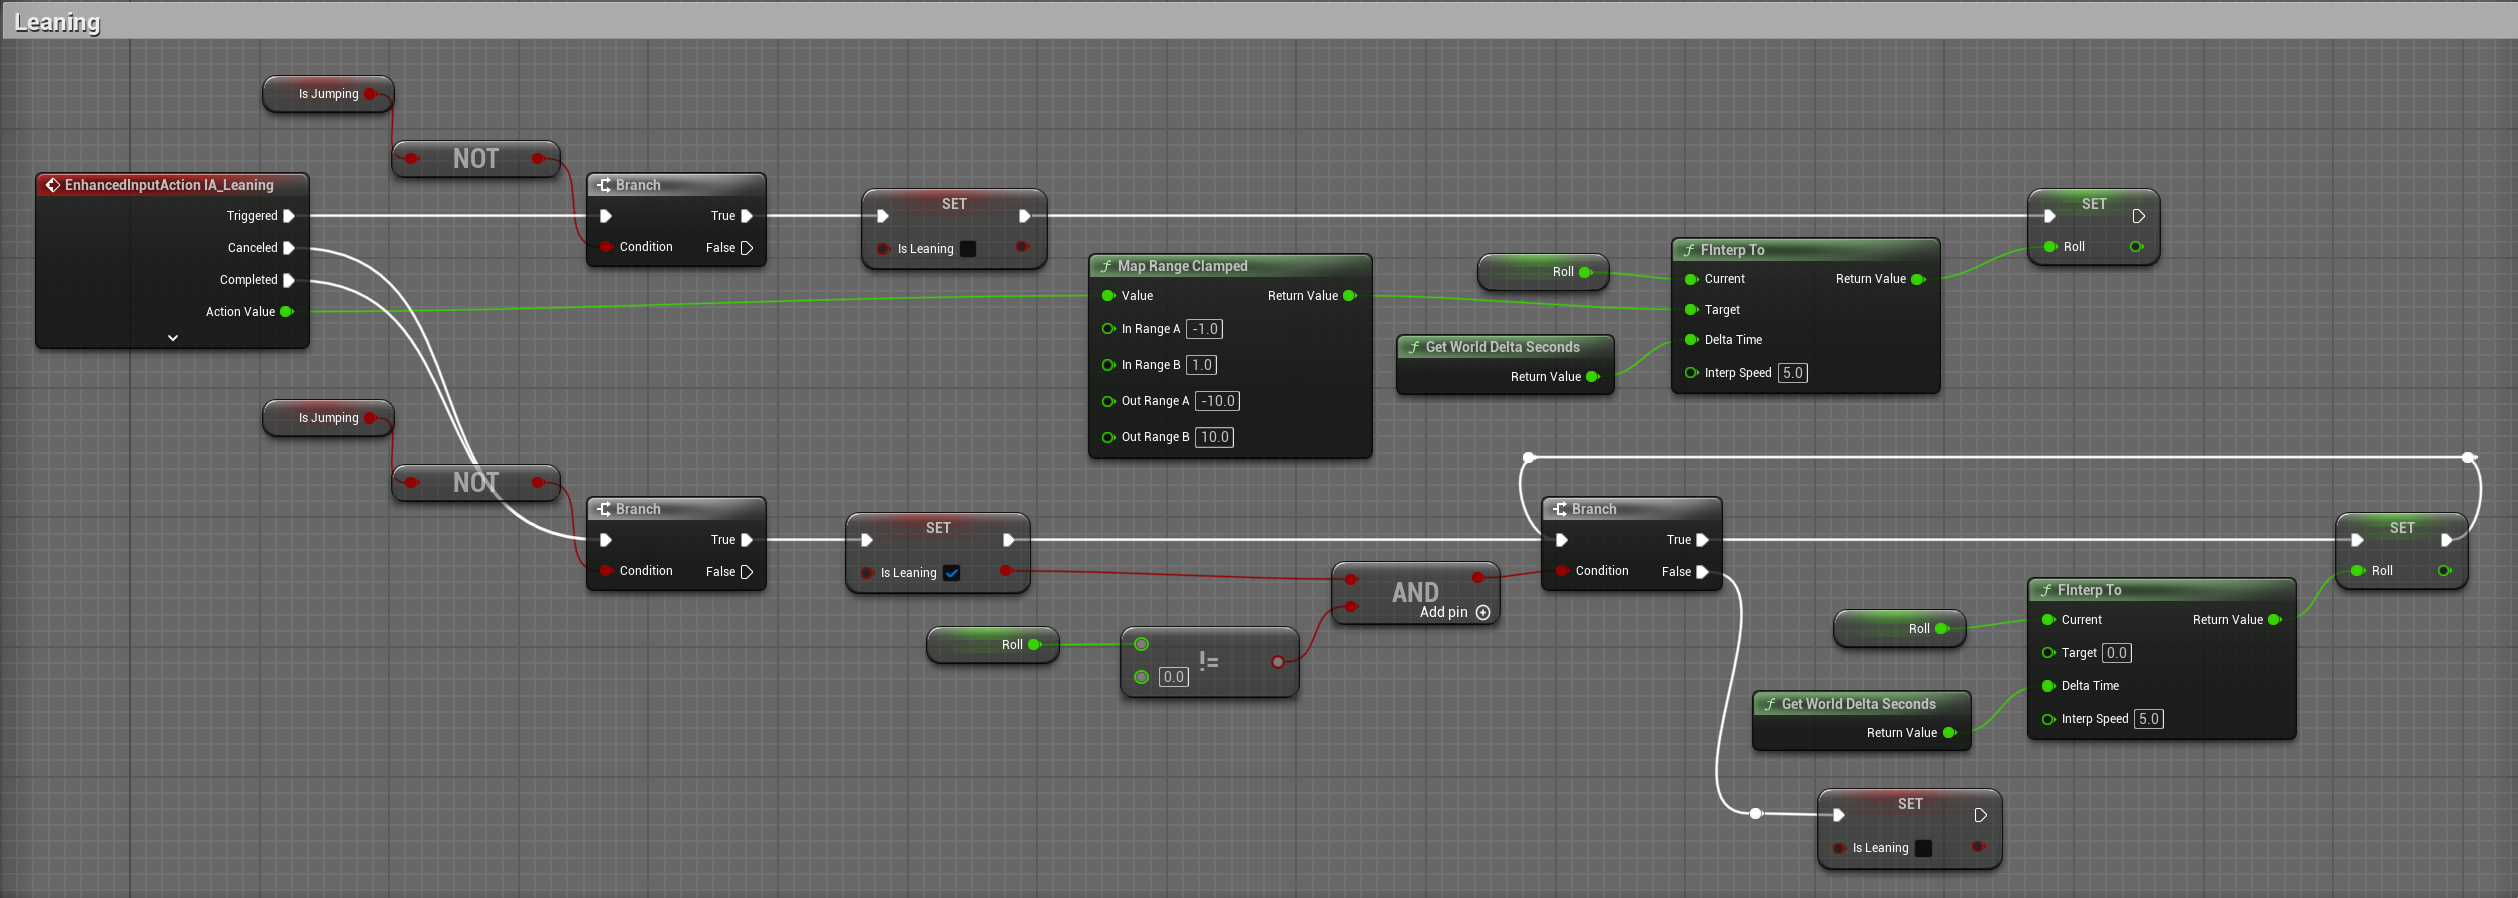 Leaning
Is Jumping
NOT
EnhancedInputAction IA_Leaning
Triggered
Canceled
Completed
Action Value
Branch
True
Condition
False
SET
Is Leaning
Map Range Clamped
Value
Return Value
In Range A -1.0
In Range B 1.0
Out Range A -10.0
Out Range B 10.0
Roll
Get World Delta Seconds
Return Value
FInterp To
Current
Return Value
Target
Delta Time
Interp Speed 5.0
SET
Roll
Is Jumping
NOT
Branch
True
Condition
False
SET
Is Leaning
Roll
!=
0.0
AND
Add pin
Branch
True
Condition
False
Roll
Get World Delta Seconds
Return Value
FInterp To
Current
Return Value
Target 0.0
Delta Time
Interp Speed 5.0
SET
Roll
SET
Is Leaning